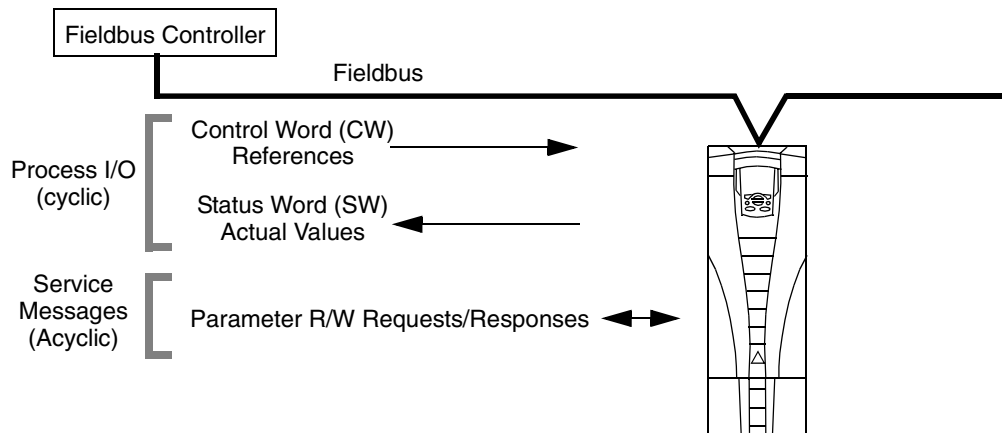 Fieldbus Controller
Fieldbus
Process I/O
(cyclic)
Control Word (CW)
References
Status Word (SW)
Actual Values
Service
Messages
(Acyclic)
Parameter R/W Requests/Responses